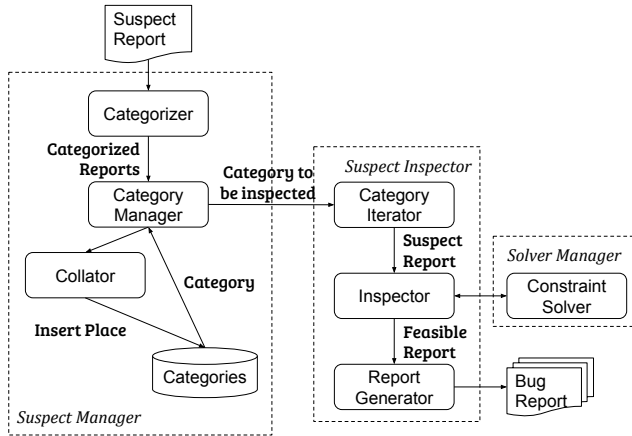 Suspect
Report
Categorizer
Categorized
Reports
Category to
be inspected
Suspect Inspector
Category
Manager
Category
Iterator
Suspect
Report
Solver Manager
Collator
Category
Inspector
Constraint
Solver
Insert Place
Feasible
Report
Categories
Report
Generator
Bug
Report
Suspect Manager